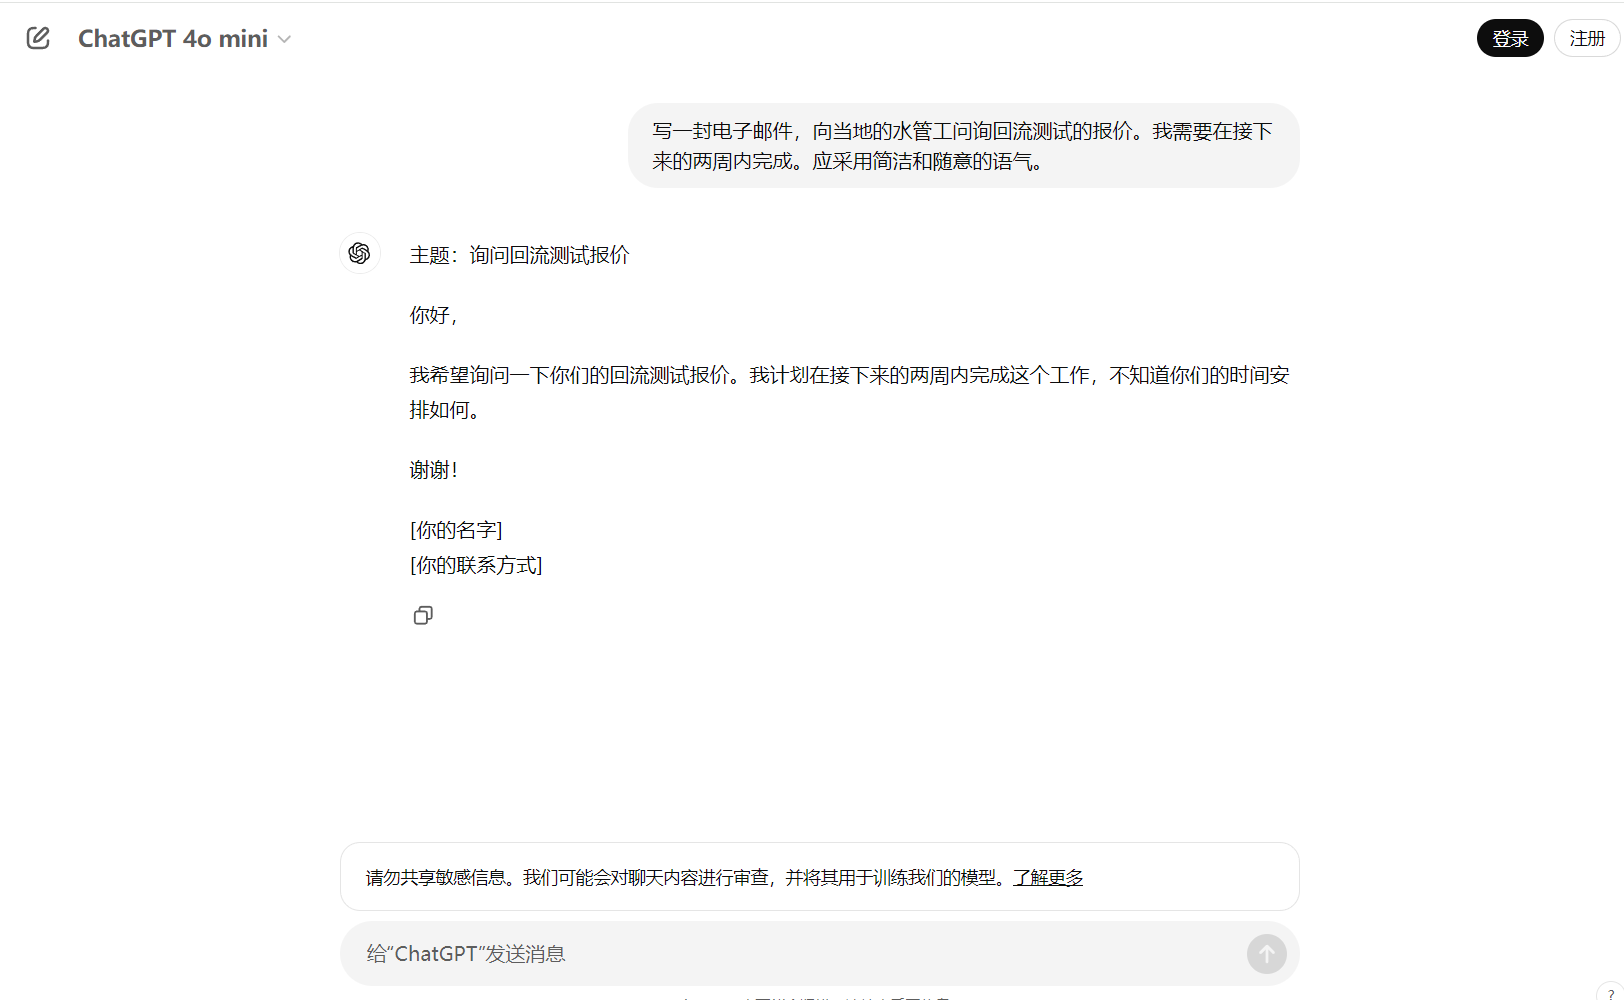 ChatGPT 4o mini
登录
注册
写一封电子邮件，向当地的水管工问询回流测试的报价。我需要在接下
来的两周内完成。应采用简洁和随意的语气。
主题：询问回流测试报价
你好，
我希望询问一下你们的回流测试报价。我计划在接下来的两周内完成这个工作，不知道你们的时间安
排如何。
谢谢！
[你的名字]
[你的联系方式]
请勿共享敏感信息。我们可能会对聊天内容进行审查，并将其用于训练我们的模型。了解更多
给“ChatGPT”发送消息
?